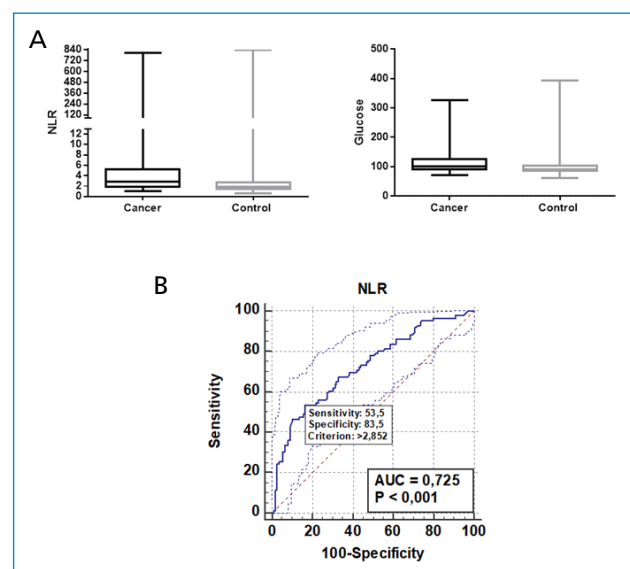 A
NLR
840
720
600
480
360
240
120
12
10
8
6
4
2
0
Cancer
Control
Glucose
500
400
300
200
100
0
Cancer
Control
B
NLR
Sensitivity
100
80
60
40
20
0
Sensitivity: 53,5
Specificity: 83,5
Criterion: >2,852
AUC = 0,725
P < 0,001
0 20 40 60 80 100
100-Specificity